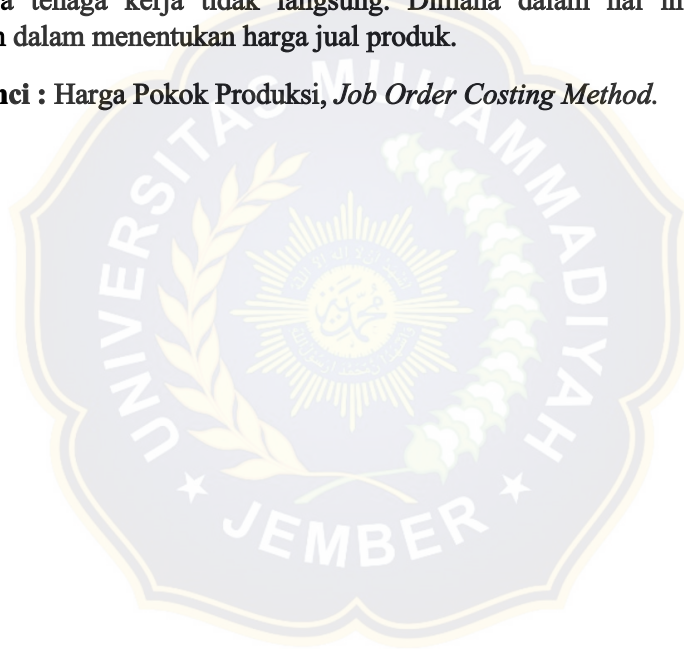 a tenaga kerja tidak langsung. Dimana dalam hal
dalam menentukan harga jual produk.
nci : Harga Pokok Produksi, Job Order Costing Method.
UNIVERSITAS MUHAMMADIYAH
JEMBER